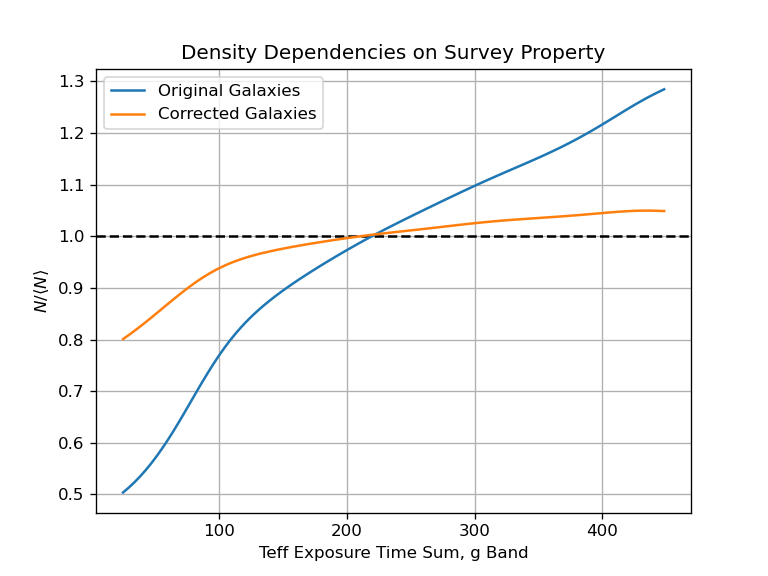 Density Dependencies on Survey Property
Original Galaxies
Corrected Galaxies
1.3
1.2
1.1
1.0
0.9
0.8
0.7
0.6
0.5
N/⟨N⟩
100 200 300 400
Teff Exposure Time Sum, g Band